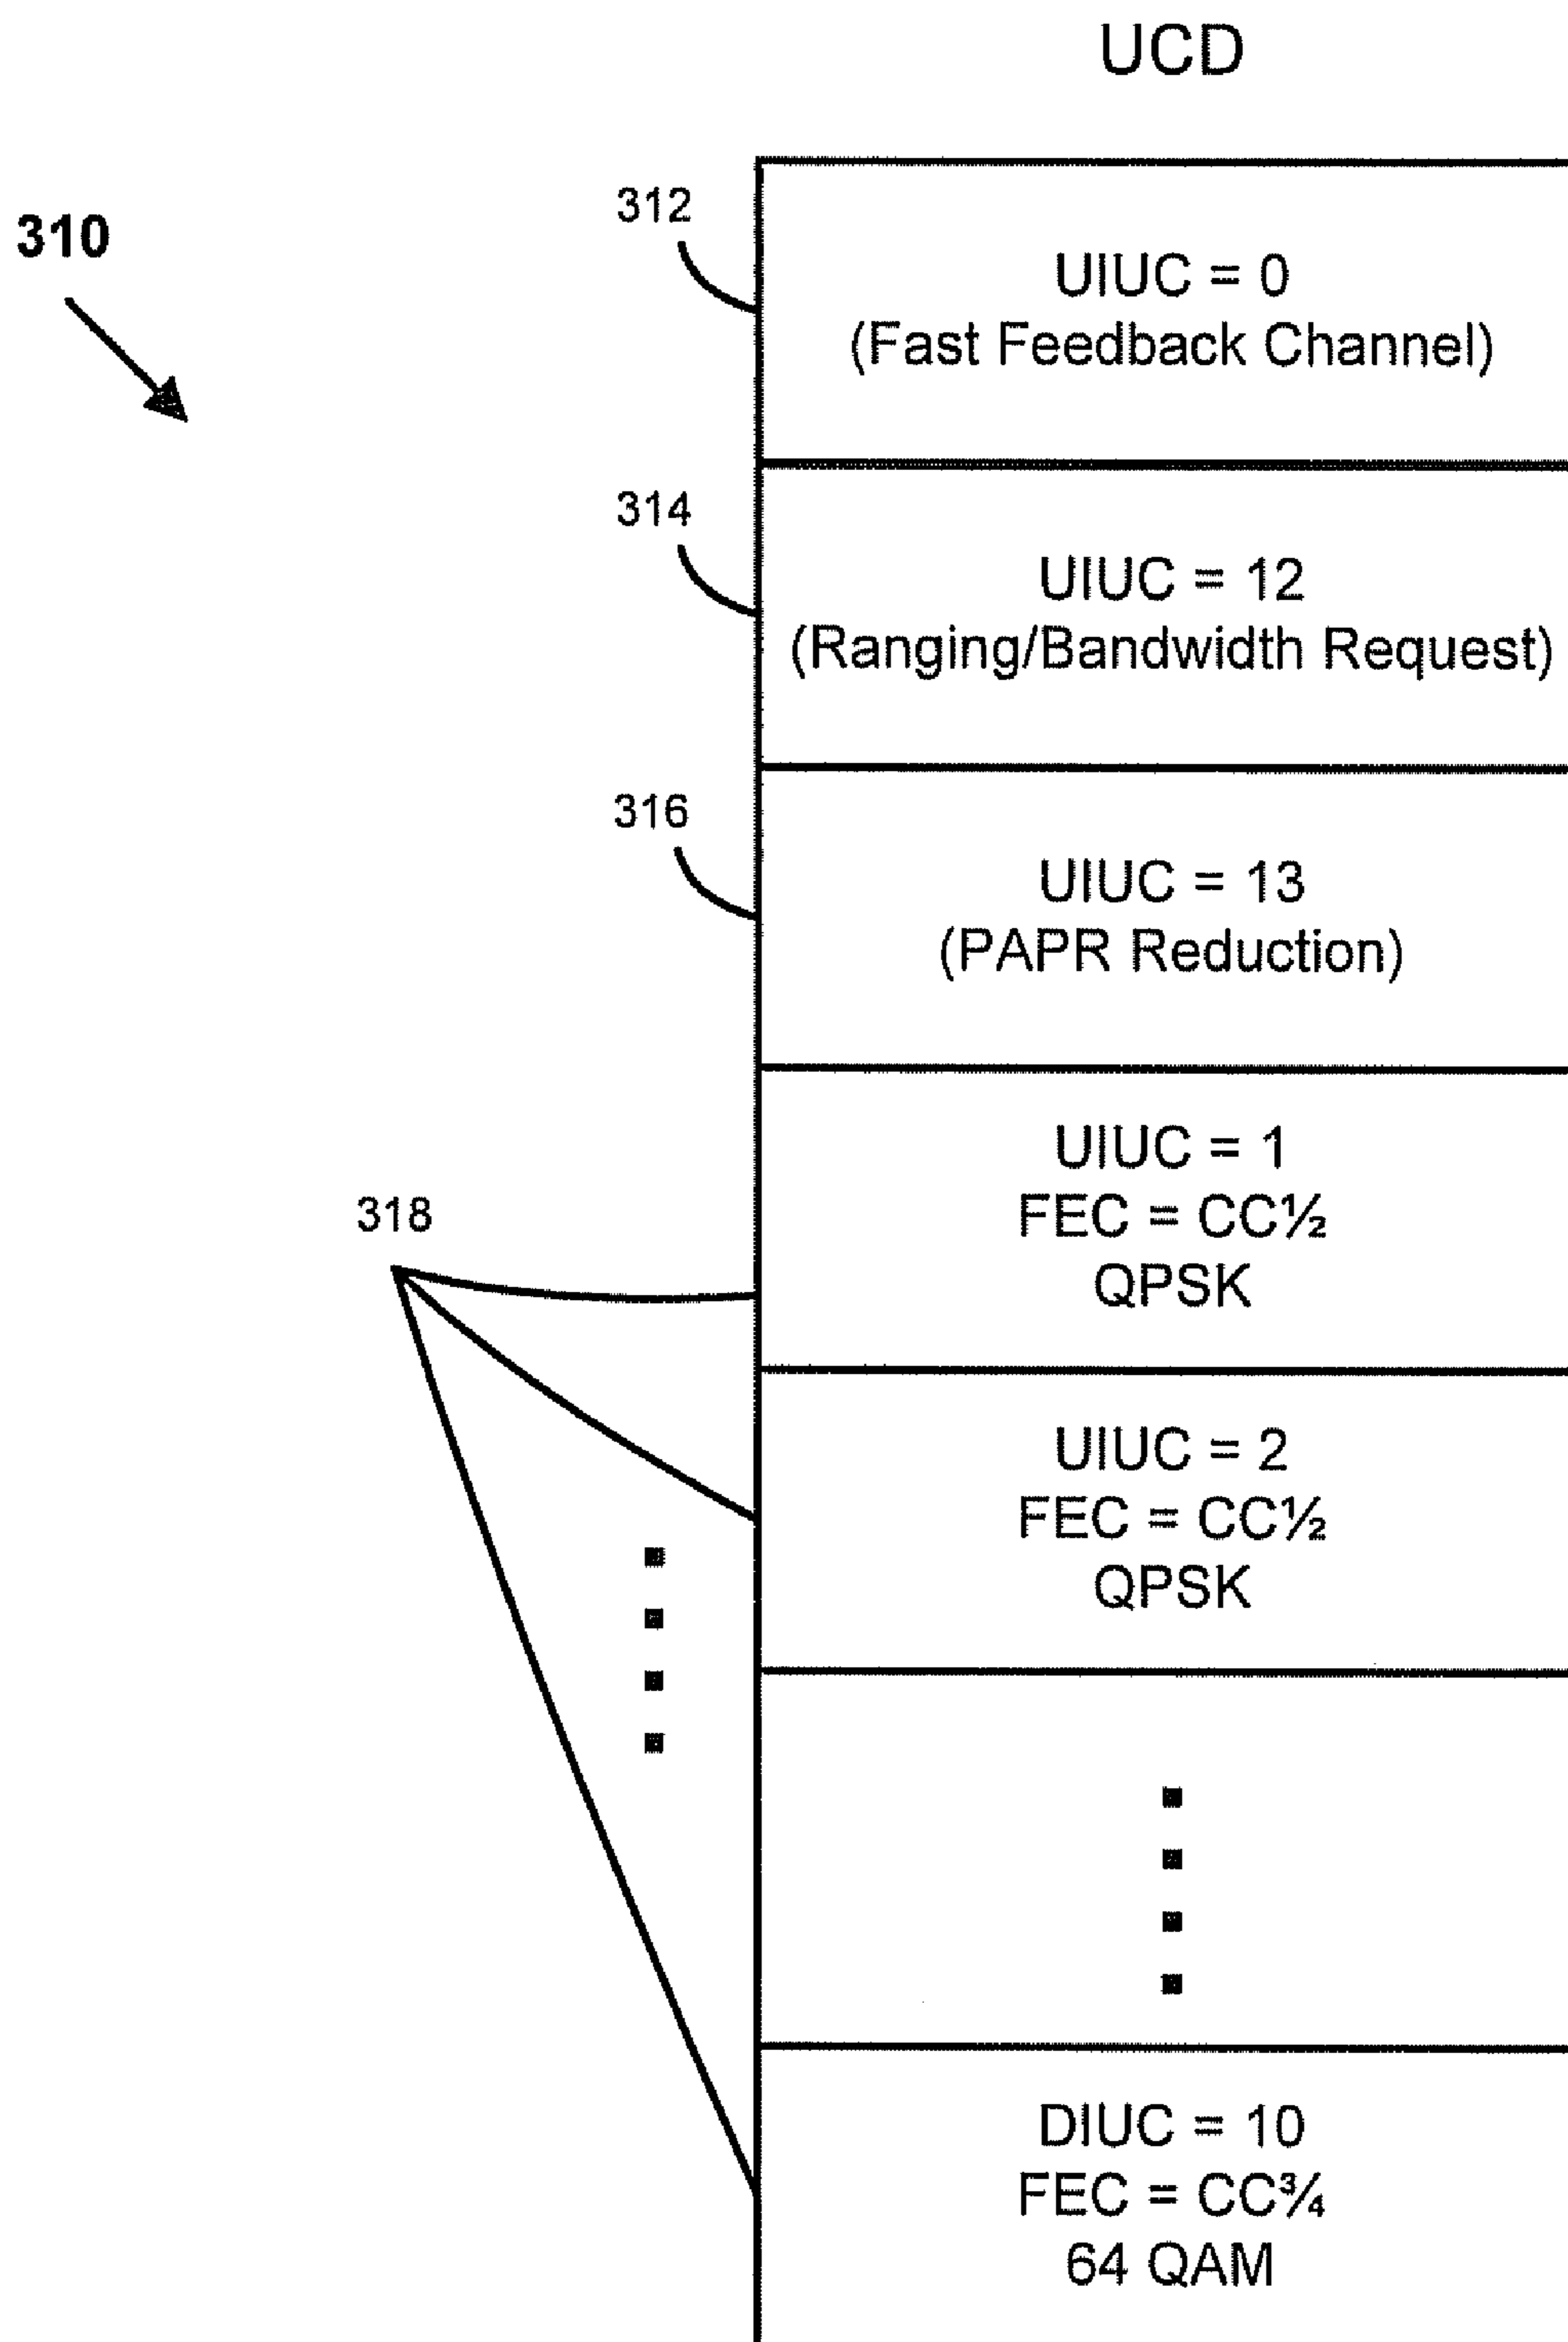 UCD
310
312
UIUC = 0
(Fast Feedback Channel)
314
UIUC = 12
(Ranging/Bandwidth Request)
316
UIUC = 13
(PAPR Reduction)
318
UIUC = 1
FEC = CC½
QPSK
UIUC = 2
FEC = CC½
QPSK
DIUC = 10
FEC = CC¾
64 QAM